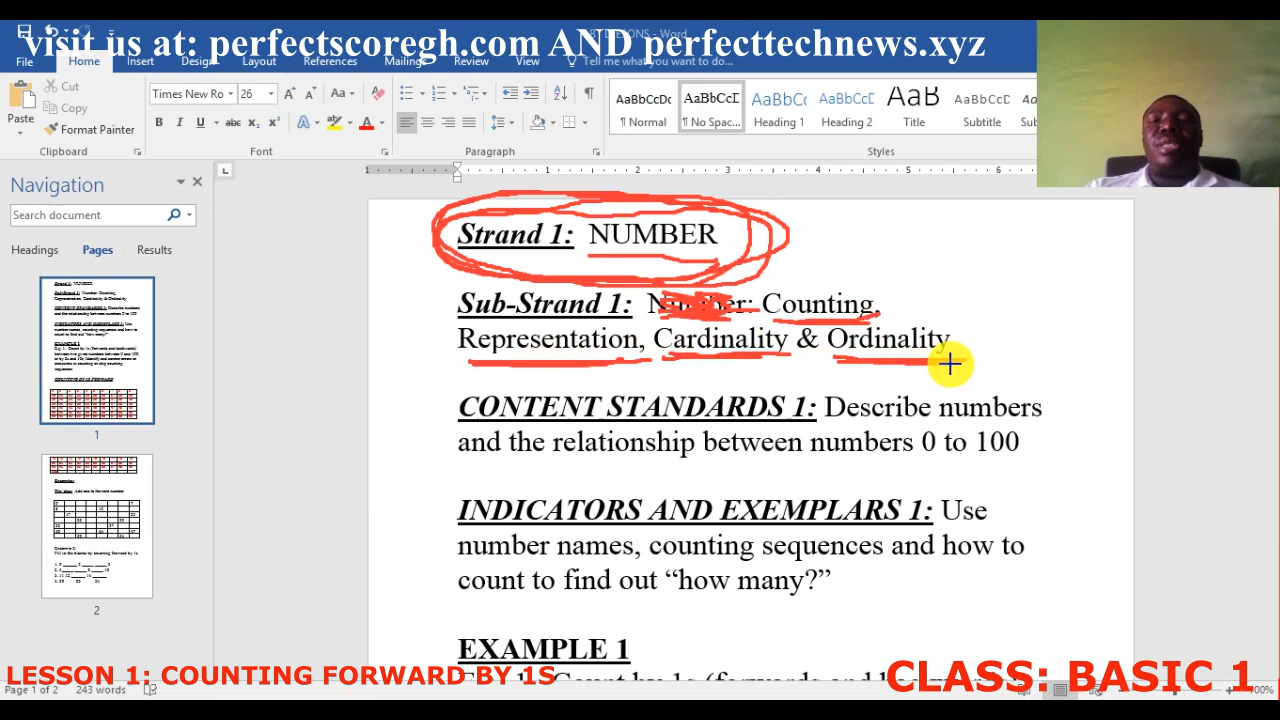 visit us at: perfectscoregh.com AND perfecttechnews.xyz
File Home Insert Design Layout References Mailings Review View Tell me what you want to do...
Paste
Cut
Copy
Format Painter
Times New Ro 26
AaBbCcDc AaBbCcD AaBbCc AaBbCcD AaB AaBbCcD
¶ Normal ¶ No Spac... Heading 1 Heading 2 Title Subtitle
Clipboard Font Paragraph Styles
Navigation
Search document
Headings Pages Results
1
2
Strand 1: NUMBER
Sub-Strand 1: Number: Counting,
Representation, Cardinality & Ordinality
CONTENT STANDARDS 1: Describe numbers
and the relationship between numbers 0 to 100
INDICATORS AND EXEMPLARS 1: Use
number names, counting sequences and how to
count to find out “how many?”
EXAMPLE 1
LESSON 1; COUNTING FORWARD BY 1S
CLASS: BASIC 1
Page 1 of 2 243 words
100%